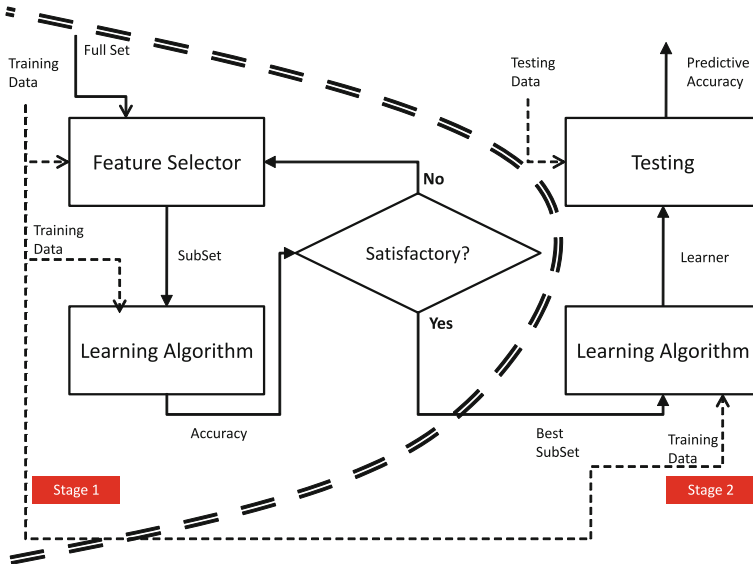 Full Set
Training
Data
Testing
Data
Predictive
Accuracy
Feature Selector
Testing
No
Training
Data
SubSet
Satisfactory?
Learner
Yes
Learning Algorithm
Learning Algorithm
Accuracy
Best
SubSet
Training
Data
Stage 1
Stage 2